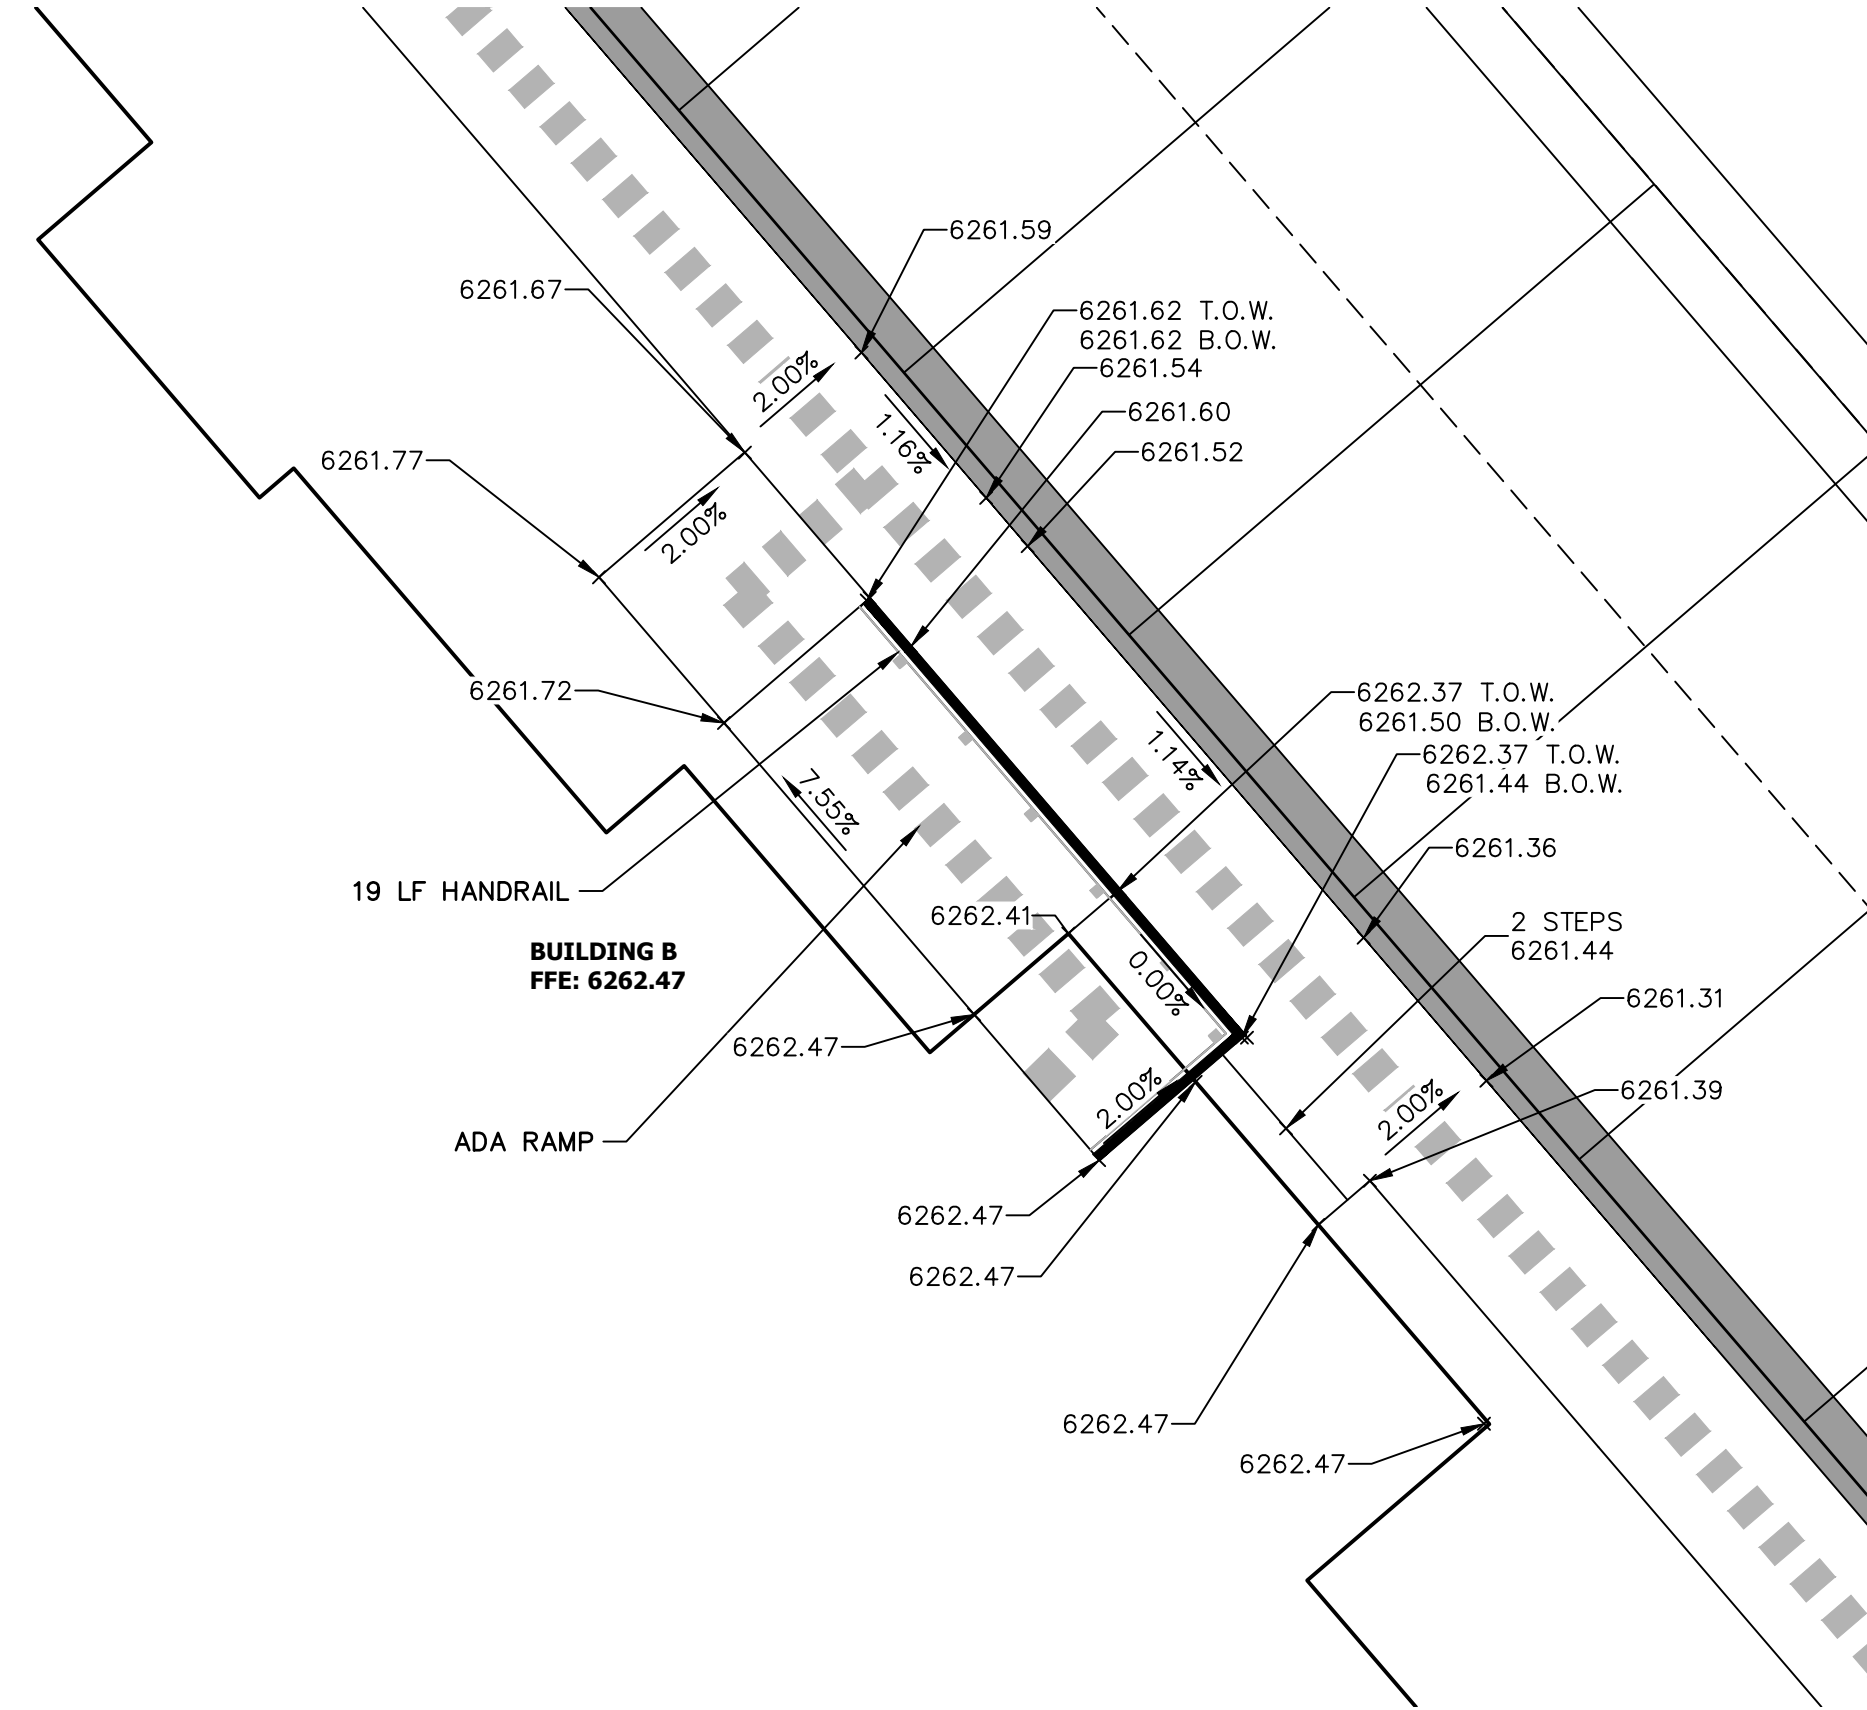 6261.59
6261.67
6261.62 T.O.W.
6261.62 B.O.W.
6261.54
2.00%
6261.60
1.16%
6261.52
6261.77
2.00%
6261.72
6262.37 T.O.W.
6261.50 B.O.W.
1.14%
6262.37 T.O.W.
6261.44 B.O.W.
7.55%
6261.36
19 LF HANDRAIL
6262.41
2 STEPS
6261.44
BUILDING B
FFE: 6262.47
0.00%
6261.31
6262.47
6261.39
2.00%
2.00%
ADA RAMP
6262.47
6262.47
6262.47
6262.47